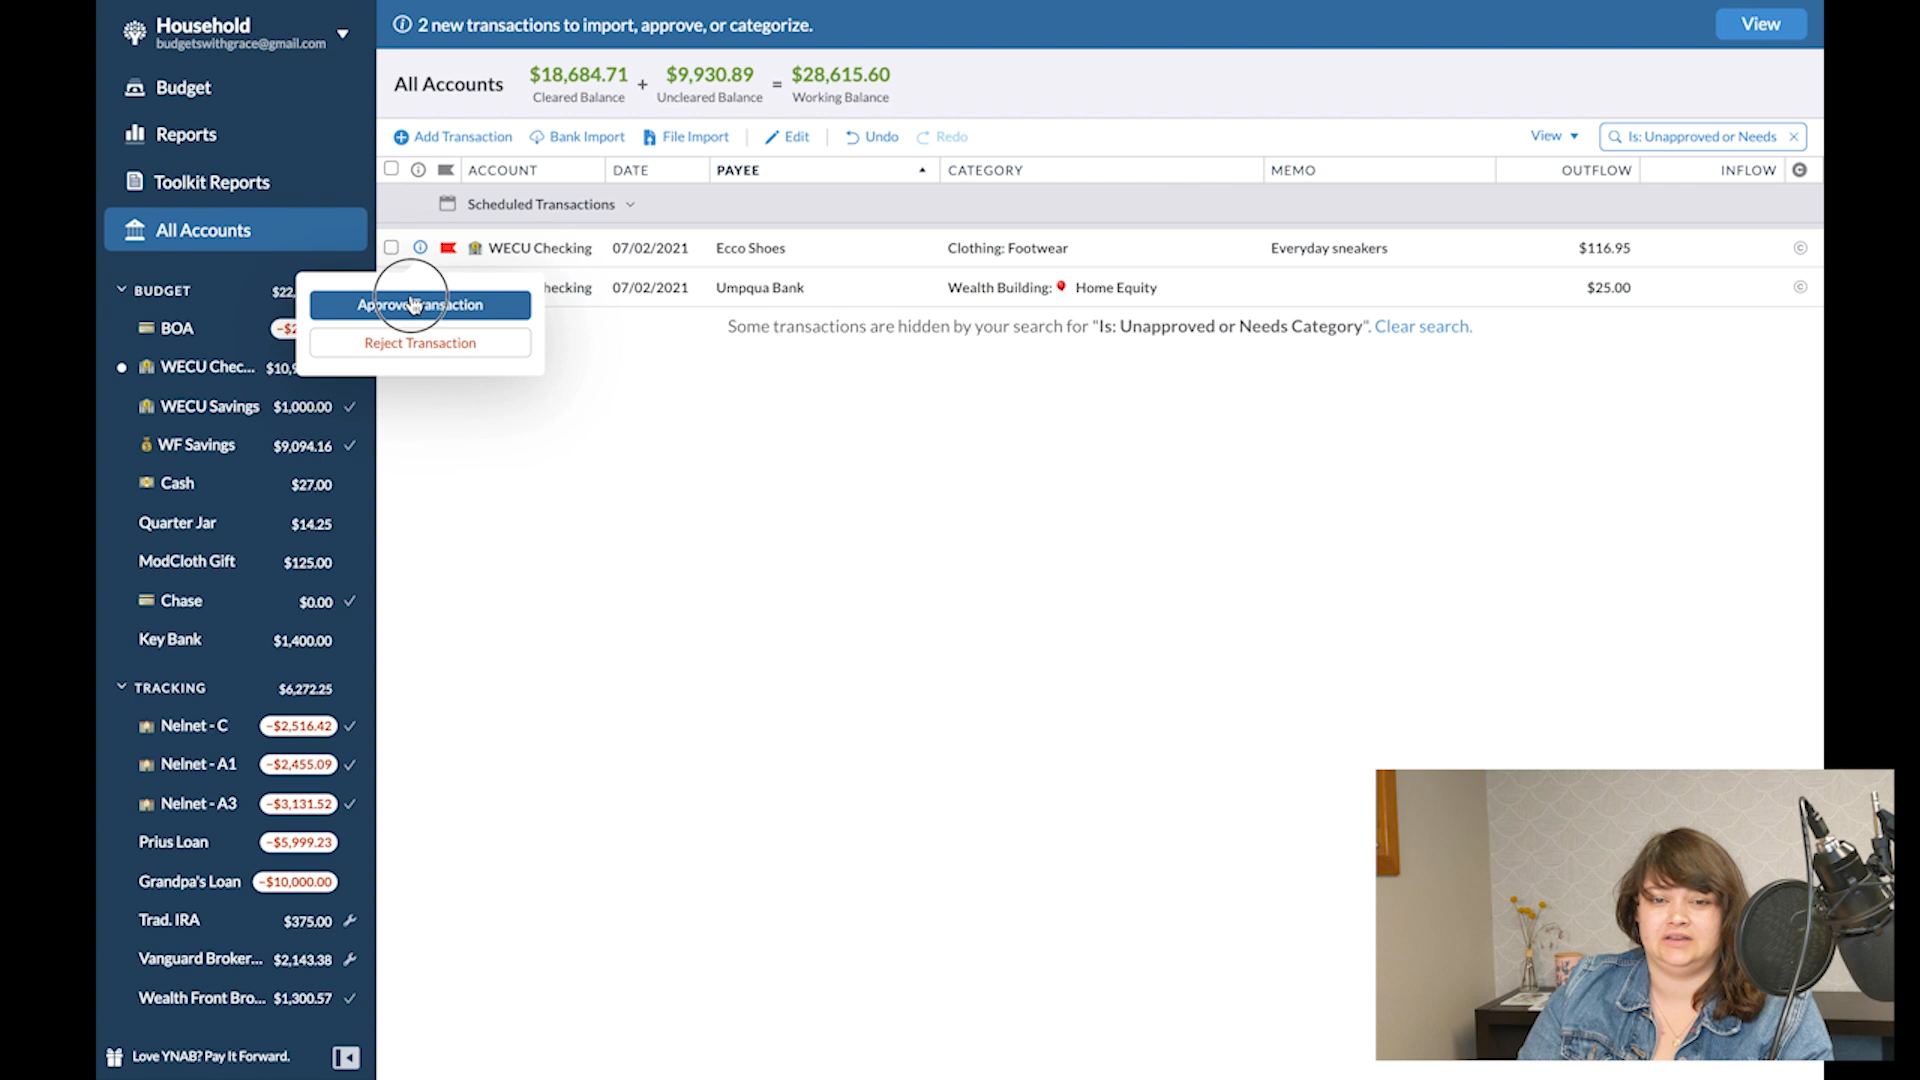 Household
budgetswithgrace@gmail.com
Budget
Reports
Toolkit Reports
All Accounts
BUDGET $22,
BOA -$2
WECU Chec... $10,9
WECU Savings $1,000.00
WF Savings $9,094.16
Cash $27.00
Quarter Jar $14.25
ModCloth Gift $125.00
Chase $0.00
Key Bank $1,400.00
TRACKING $6,272.25
Nelnet - C -$2,516.42
Nelnet - A1 -$2,455.09
Nelnet - A3 -$3,131.52
Prius Loan -$5,999.23
Grandpa's Loan -$10,000.00
Trad. IRA $375.00
Vanguard Broker... $2,143.38
Wealth Front Bro... $1,300.57
Love YNAB? Pay It Forward.
2 new transactions to import, approve, or categorize. View
All Accounts $18,684.71 + $9,930.89 = $28,615.60
Cleared Balance Uncleared Balance Working Balance
Add Transaction Bank Import File Import Edit Undo Redo View Is: Unapproved or Needs
ACCOUNT DATE PAYEE CATEGORY MEMO OUTFLOW INFLOW
Scheduled Transactions
WECU Checking 07/02/2021 Ecco Shoes Clothing: Footwear Everyday sneakers $116.95
hecking 07/02/2021 Umpqua Bank Wealth Building: Home Equity $25.00
Approve Transaction
Reject Transaction
Some transactions are hidden by your search for "Is: Unapproved or Needs Category". Clear search.